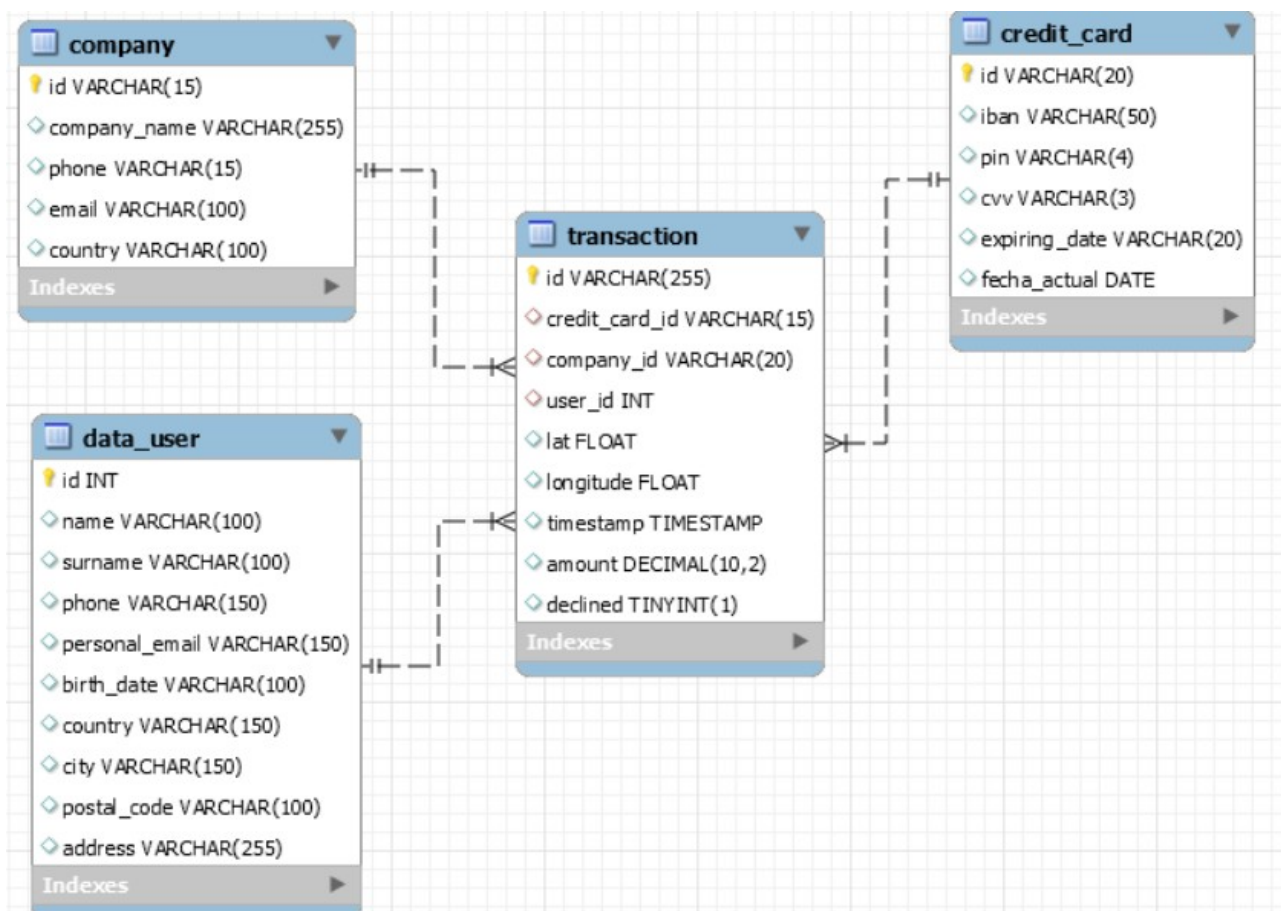 company
id VARCHAR(15)
company_name VARCHAR(255)
phone VARCHAR(15)
email VARCHAR(100)
country VARCHAR(100)
Indexes
credit_card
id VARCHAR(20)
iban VARCHAR(50)
pin VARCHAR(4)
cvv VARCHAR(3)
expiring_date VARCHAR(20)
fecha_actual DATE
Indexes
transaction
id VARCHAR(255)
credit_card_id VARCHAR(15)
company_id VARCHAR(20)
user_id INT
lat FLOAT
longitude FLOAT
timestamp TIMESTAMP
amount DECIMAL(10,2)
declined TINYINT(1)
Indexes
data_user
id INT
name VARCHAR(100)
surname VARCHAR(100)
phone VARCHAR(150)
personal_email VARCHAR(150)
birth_date VARCHAR(100)
country VARCHAR(150)
city VARCHAR(150)
postal_code VARCHAR(100)
address VARCHAR(255)
Indexes